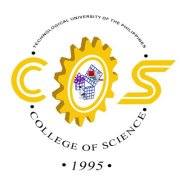 TECHNOLOGICAL UNIVERSITY OF THE PHILIPPINES
COS
• COLLEGE OF SCIENCE •
• 1995 •